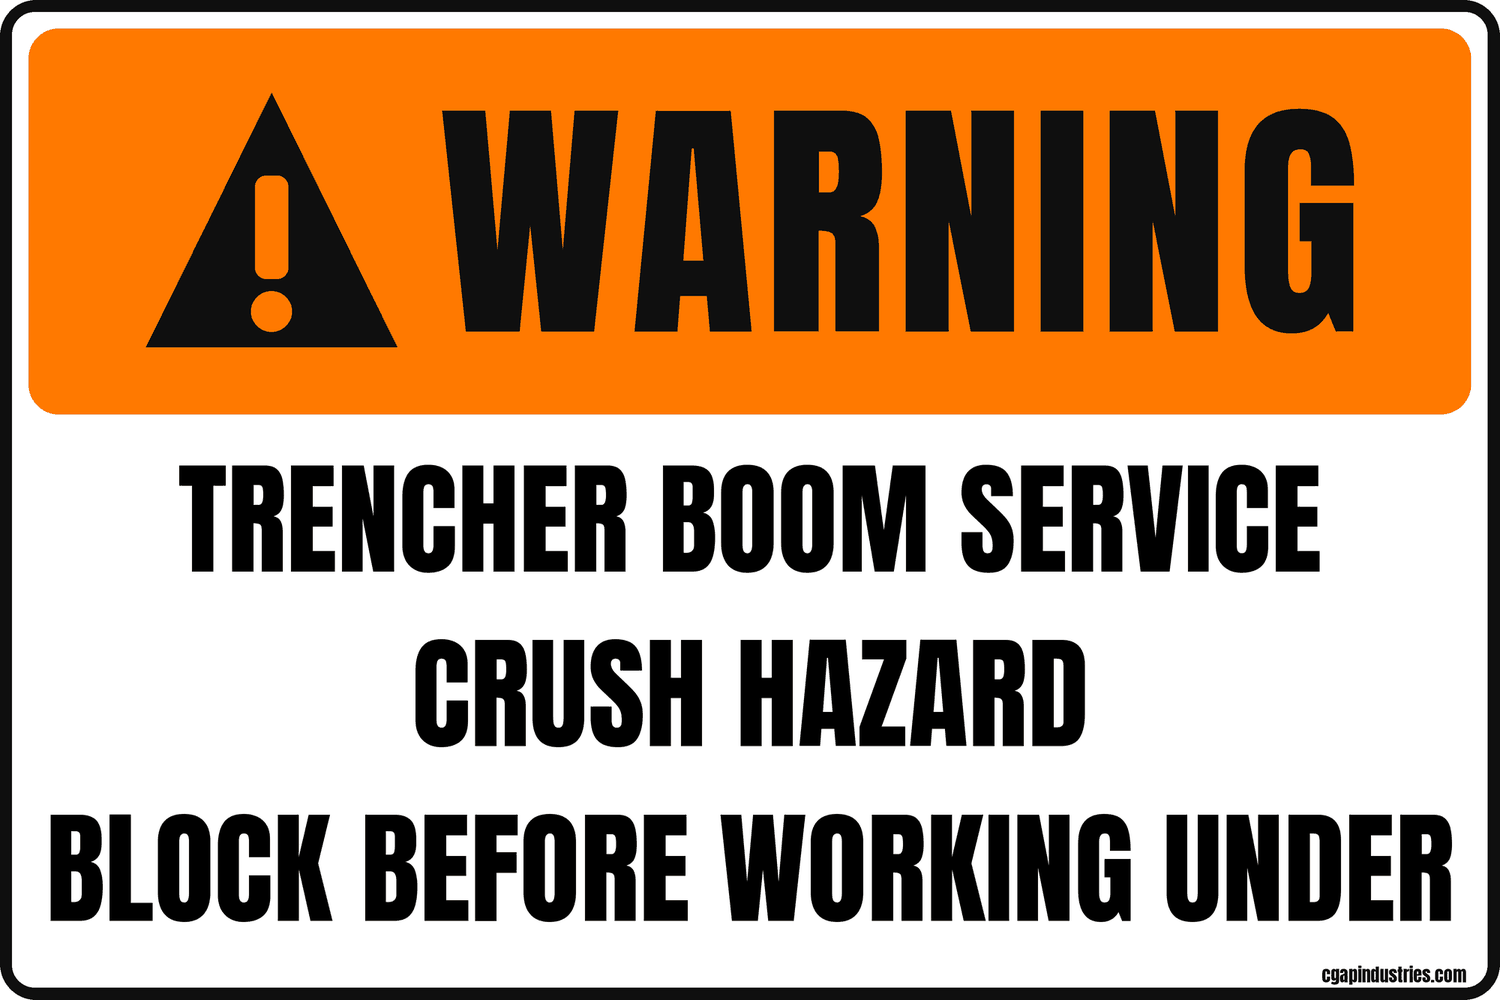 WARNING
TRENCHER BOOM SERVICE
CRUSH HAZARD
BLOCK BEFORE WORKING UNDER
cgapindustries.com